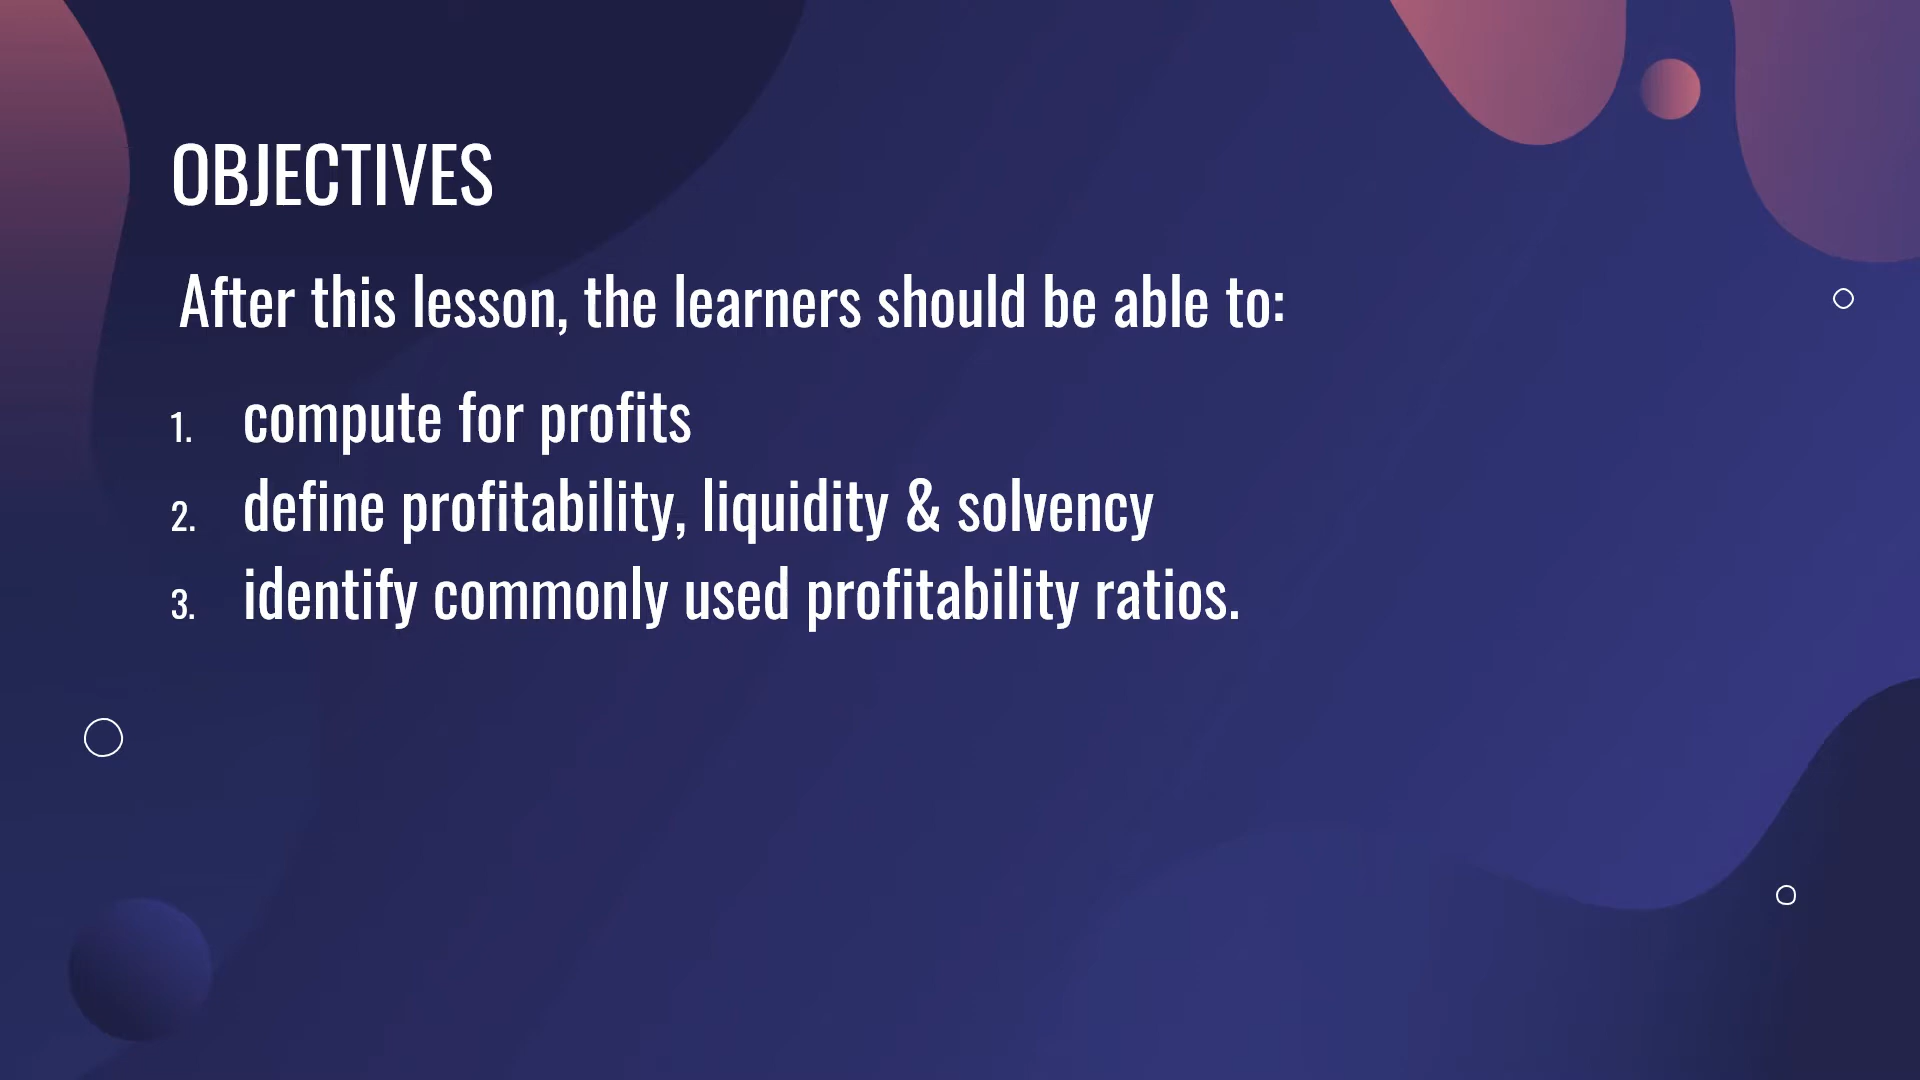 OBJECTIVES
After this lesson, the learners should be able to:
1. compute for profits
2. define profitability, liquidity & solvency
3. identify commonly used profitability ratios.